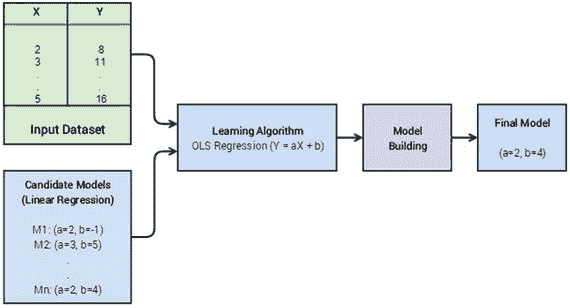 X Y
2 8
3 11
. .
. .
5 16
Input Dataset
Candidate Models
(Linear Regression)
M1: (a=2, b=-1)
M2: (a=3, b=5)
.
.
Mn: (a=2, b=4)
Learning Algorithm
OLS Regression (Y = aX + b)
Model
Building
Final Model
(a=2, b=4)